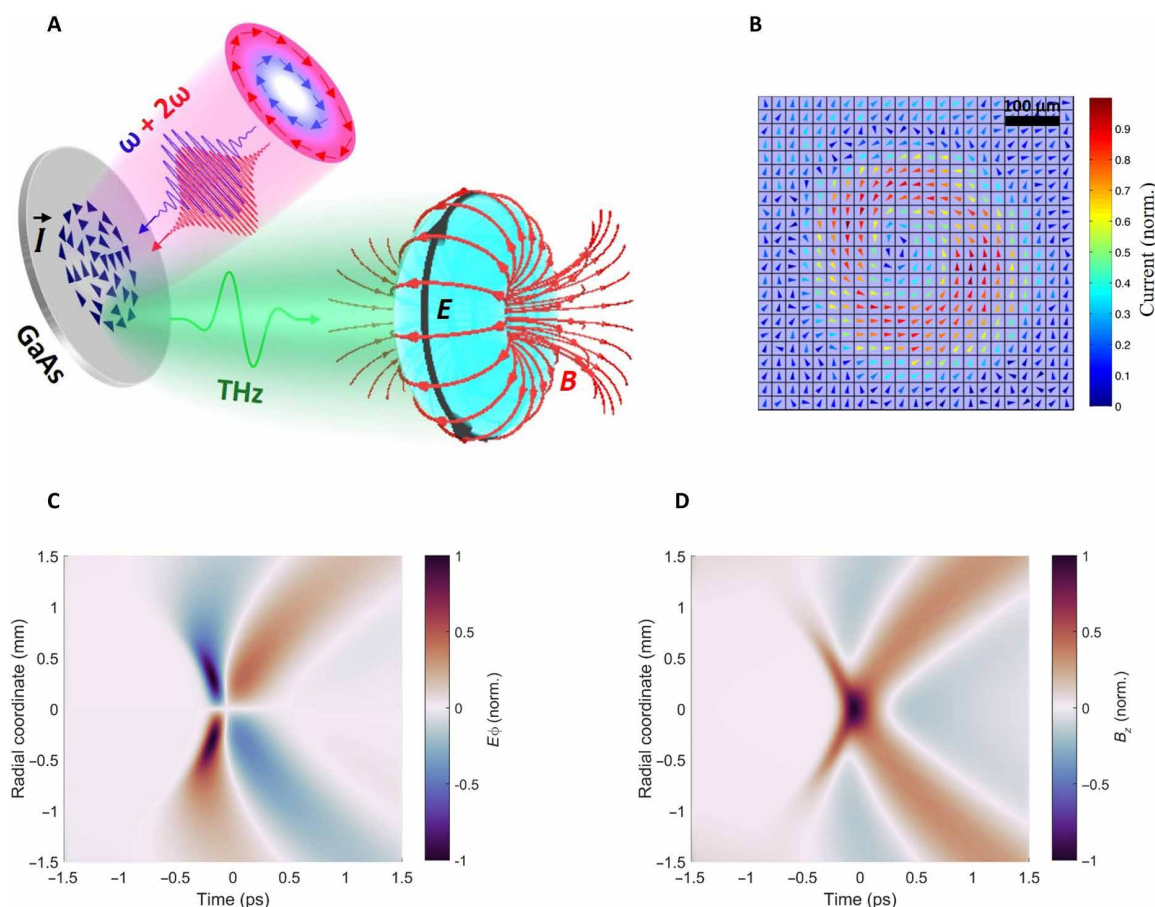 A
ω + 2ω
I
GaAs
THz
E
B
B
100 µm
0.9
0.8
0.7
0.6
0.5
0.4
0.3
0.2
0.1
0
Current (norm.)
C
1.5
1
0.5
0
−0.5
−1
−1.5
Radial coordinate (mm)
−1.5
−1
−0.5
0
0.5
1
1.5
Time (ps)
1
0.5
0
−0.5
−1
Eϕ (norm.)
D
1.5
1
0.5
0
−0.5
−1
−1.5
Radial coordinate (mm)
−1.5
−1
−0.5
0
0.5
1
1.5
Time (ps)
1
0.5
0
−0.5
−1
Bz (norm.)